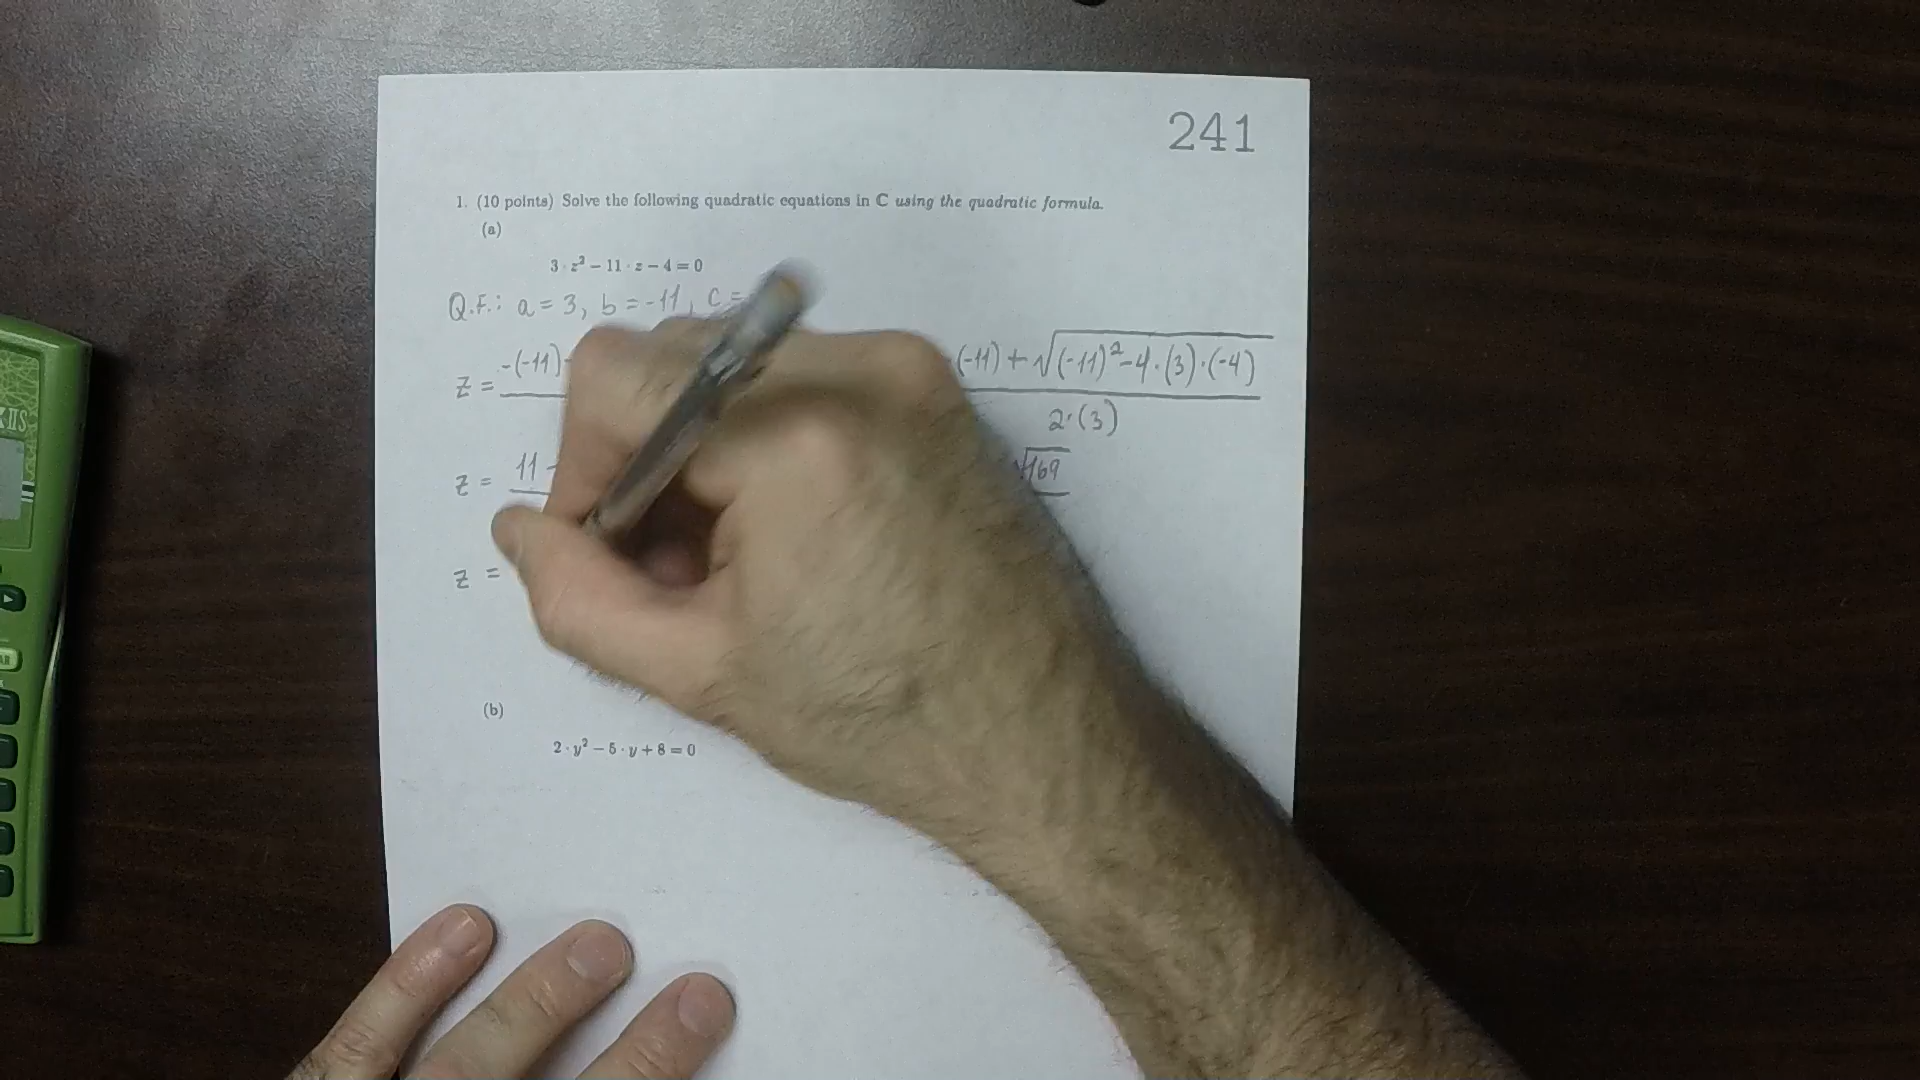 241
1. (10 points) Solve the following quadratic equations in C using the quadratic formula.
(a)
3 · z² − 11 · z − 4 = 0
Q.F.: a = 3, b = -11, c =
z = -(-11) (-11) + √(-11)² - 4·(3)·(-4)
2·(3)
z = 11 - √169
z =
(b)
2 · y² − 5 · y + 8 = 0